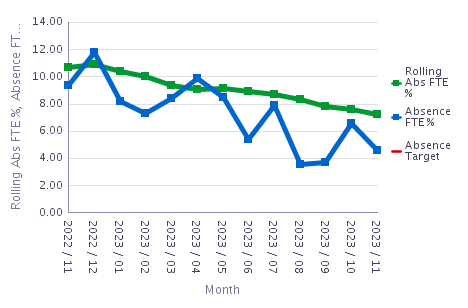 14.00
12.00
10.00
8.00
6.00
4.00
2.00
0.00
Rolling Abs FTE %, Absence FT...
2022 / 11
2022 / 12
2023 / 01
2023 / 02
2023 / 03
2023 / 04
2023 / 05
2023 / 06
2023 / 07
2023 / 08
2023 / 09
2023 / 10
2023 / 11
Month
Rolling
Abs FTE
%
Absence
FTE%
Absence
Target